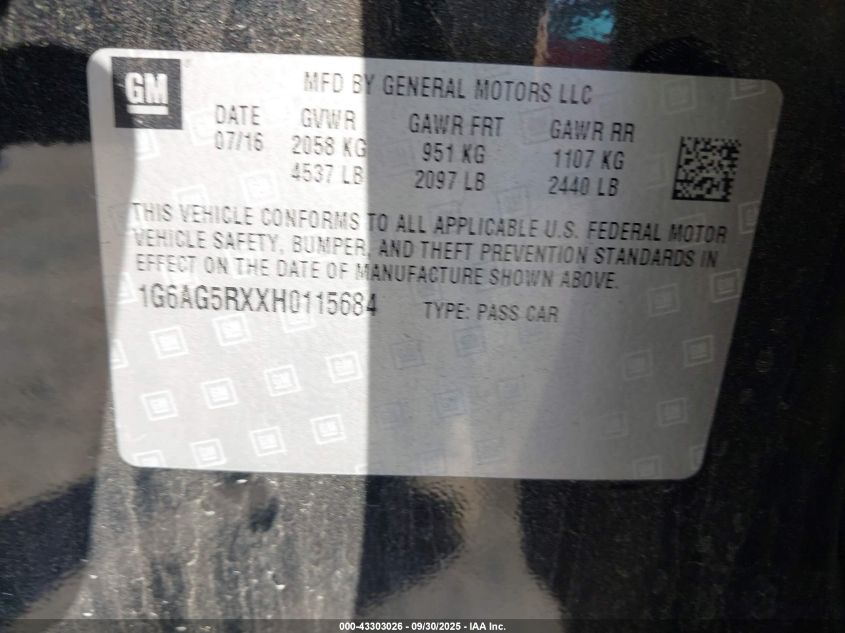 GM
MFD BY GENERAL MOTORS LLC
DATE GVWR GAWR FRT GAWR RR
07/16 2058 KG 951 KG 1107 KG
4537 LB 2097 LB 2440 LB
THIS VEHICLE CONFORMS TO ALL APPLICABLE U.S. FEDERAL MOTOR
VEHICLE SAFETY, BUMPER, AND THEFT PREVENTION STANDARDS IN
EFFECT ON THE DATE OF MANUFACTURE SHOWN ABOVE.
1G6AG5RXXH0115684 TYPE: PASS CAR
000-43303026 - 09/30/2025 - IAA Inc.